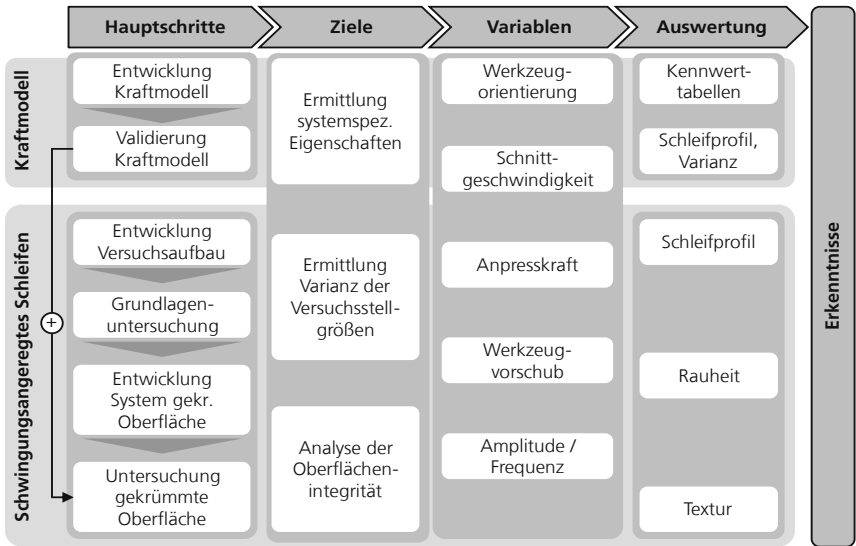 Hauptschritte
Ziele
Variablen
Auswertung
Kraftmodell
Entwicklung
Kraftmodell
Validierung
Kraftmodell
Schwingungsangeregtes Schleifen
+
Entwicklung
Versuchsaufbau
Grundlagen-
untersuchung
Entwicklung
System gekr.
Oberfläche
Untersuchung
gekrümmte
Oberfläche
Ermittlung
systemspez.
Eigenschaften
Ermittlung
Varianz der
Versuchsstell-
größen
Analyse der
Oberflächen-
integrität
Werkzeug-
orientierung
Schnitt-
geschwindigkeit
Anpresskraft
Werkzeug-
vorschub
Amplitude /
Frequenz
Kennwert-
tabellen
Schleifprofil,
Varianz
Schleifprofil
Rauheit
Textur
Erkenntnisse